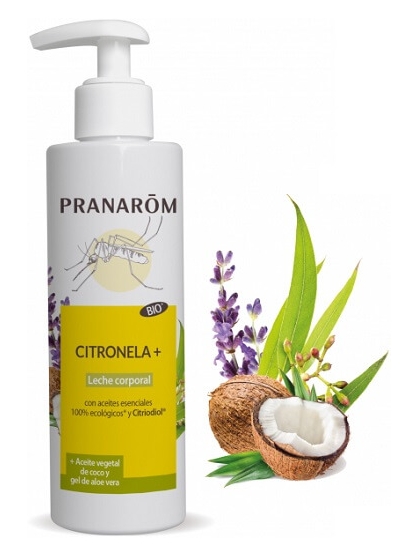 PRANARŌM
BIO*
CITRONELA +
Leche corporal
con aceites esenciales
100% ecológicos* y Citriodiol®
+ Aceite vegetal
de coco y
gel de aloe vera